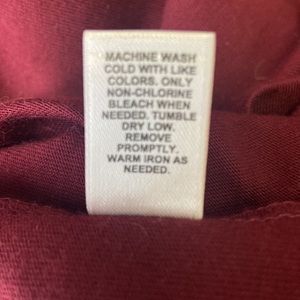 MACHINE WASH
COLD WITH LIKE
COLORS. ONLY
NON-CHLORINE
BLEACH WHEN
NEEDED. TUMBLE
DRY LOW.
REMOVE
PROMPTLY.
WARM IRON AS
NEEDED.